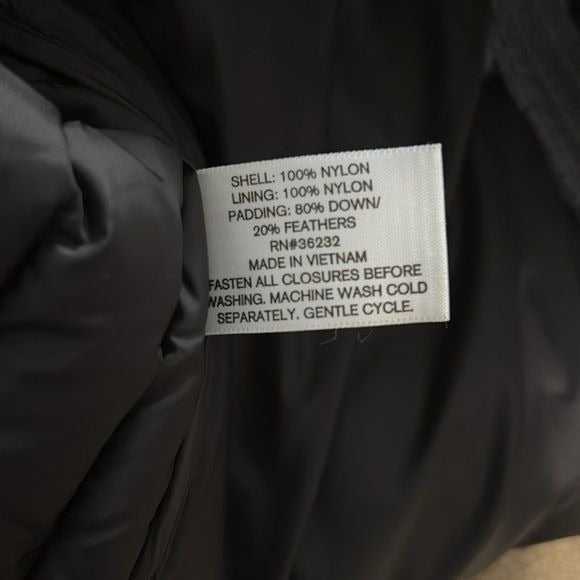 SHELL: 100% NYLON
LINING: 100% NYLON
PADDING: 80% DOWN/
20% FEATHERS
RN#36232
MADE IN VIETNAM
FASTEN ALL CLOSURES BEFORE
WASHING. MACHINE WASH COLD
SEPARATELY. GENTLE CYCLE.